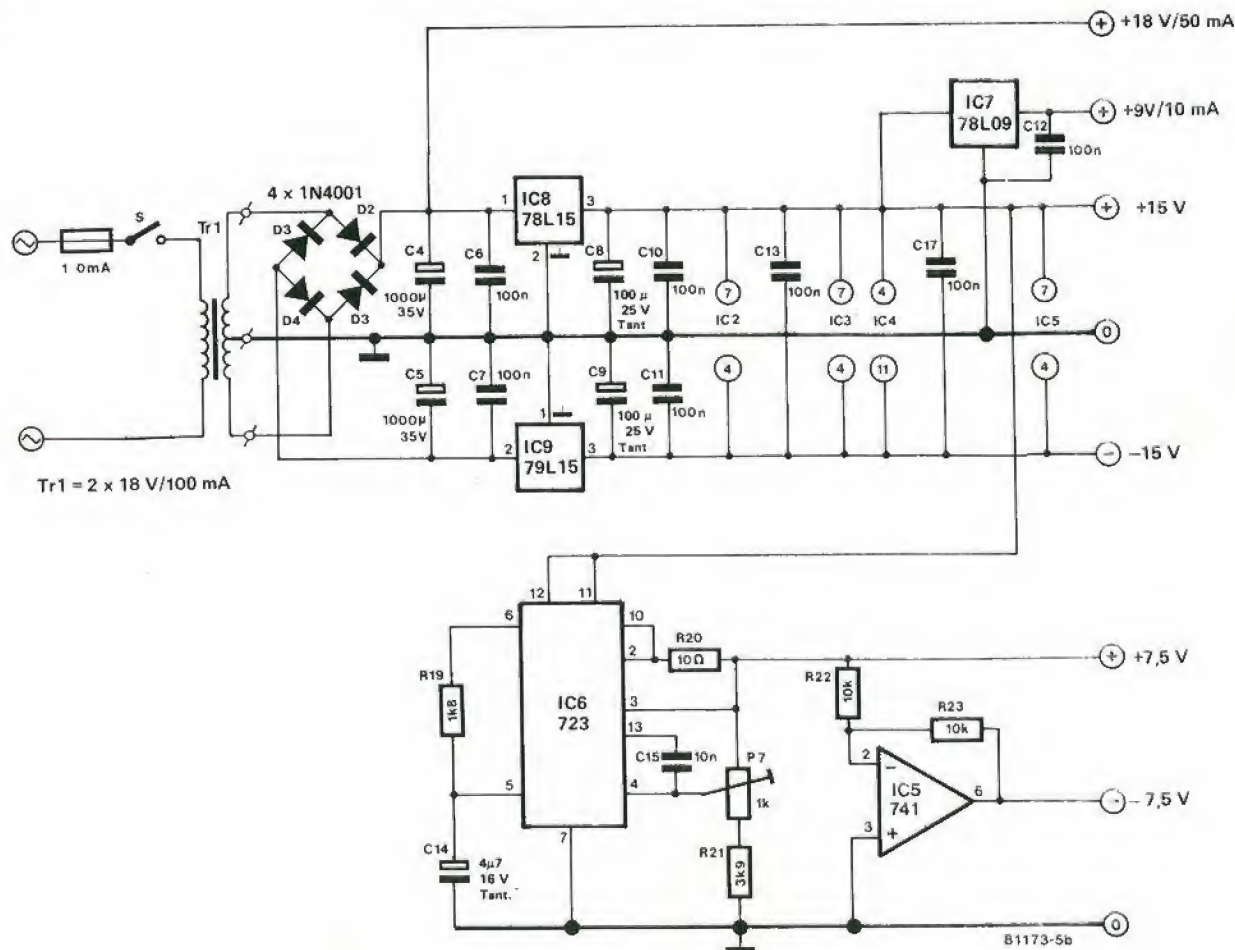 +18 V/50 mA
IC7
78L09
+9V/10 mA
C12
100n
4 x 1N4001
S
Tr1
D3
D2
D4
D3
1 0mA
1
IC8
78L15
3
2
+15 V
C4
1000µ
35V
C6
100n
C8
100 µ
25 V
Tant
C10
100n
7
IC2
C13
100n
7
IC3
4
IC4
C17
100n
7
IC5
0
C5
1000µ
35V
C7
100n
1
C9
100 µ
25 V
Tant
C11
100n
4
4
11
4
2
IC9
79L15
3
−15 V
Tr1 = 2 x 18 V/100 mA
12
11
6
10
R20
10Ω
2
+7,5 V
R19
1k8
IC6
723
3
R22
10k
R23
10k
13
C15
10n
P7
1k
2
IC5
741
6
−7,5 V
5
4
3
7
C14
4µ7
16 V
Tant.
R21
3k9
0
81173-5b